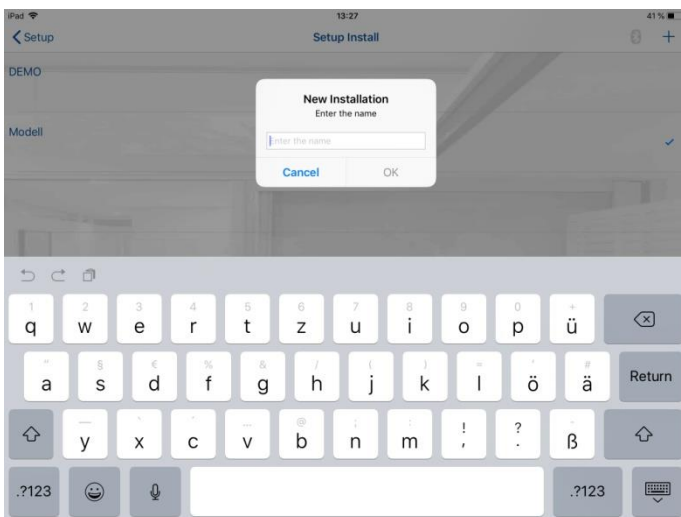 iPad 13:27 41 %
Setup Setup Install +
DEMO
New Installation
Enter the name
Modell
Enter the name
Cancel OK
1 2 3 4 5 6 7 8 9 0 +
q w e r t z u i o p ü
" § € % & / ( ) = ' #
a s d f g h j k l ö ä Return
— ` ' ... @ ; : ! ? -
y x c v b n m , . ß
.?123 .?123